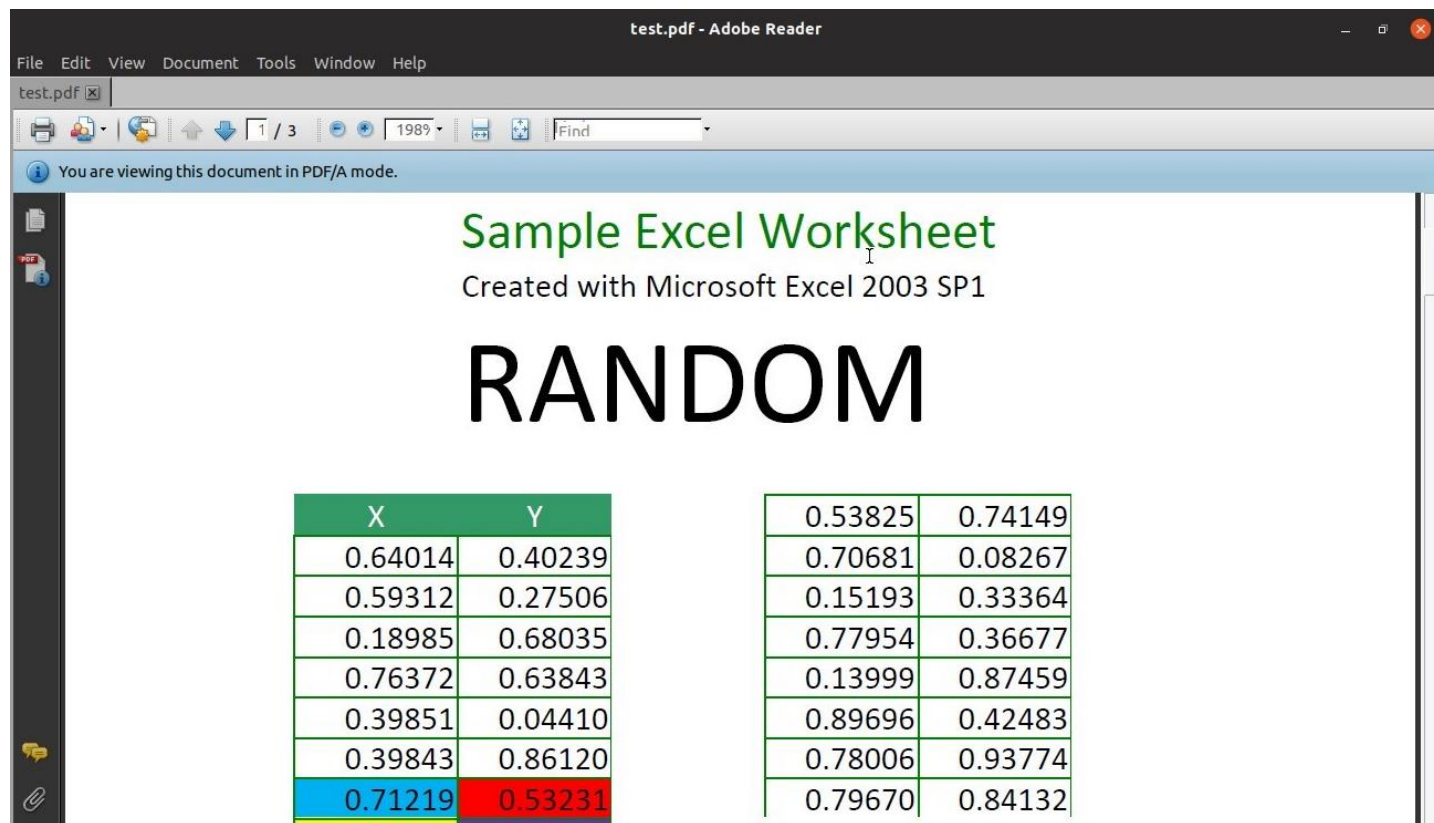 test.pdf - Adobe Reader
File Edit View Document Tools Window Help
test.pdf
1 / 3 198% Find
You are viewing this document in PDF/A mode.
Sample Excel Worksheet
Created with Microsoft Excel 2003 SP1
RANDOM
X Y
0.64014 0.40239
0.59312 0.27506
0.18985 0.68035
0.76372 0.63843
0.39851 0.04410
0.39843 0.86120
0.71219 0.53231
0.53825 0.74149
0.70681 0.08267
0.15193 0.33364
0.77954 0.36677
0.13999 0.87459
0.89696 0.42483
0.78006 0.93774
0.79670 0.84132